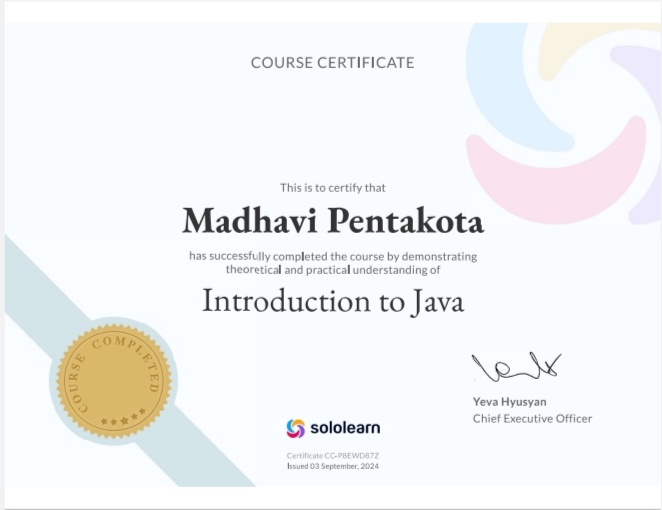 COURSE CERTIFICATE
This is to certify that
Madhavi Pentakota
has successfully completed the course by demonstrating
theoretical and practical understanding of
Introduction to Java
COURSE COMPLETED
Yeva Hyusyan
Chief Executive Officer
sololearn
Certificate CC-P8EWD87Z
Issued 03 September, 2024